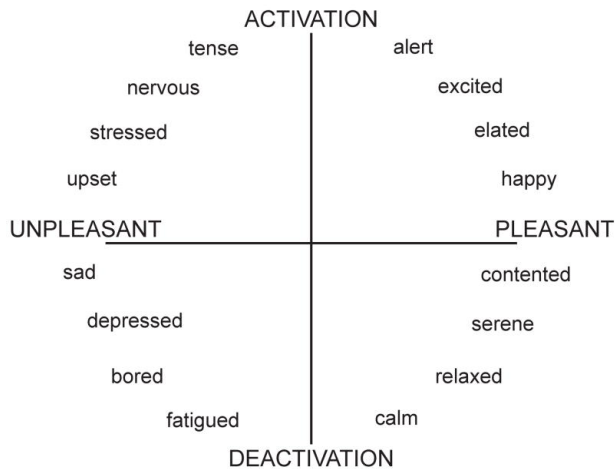 ACTIVATION
tense
alert
nervous
excited
stressed
elated
upset
happy
UNPLEASANT
PLEASANT
sad
contented
depressed
serene
bored
relaxed
fatigued
calm
DEACTIVATION